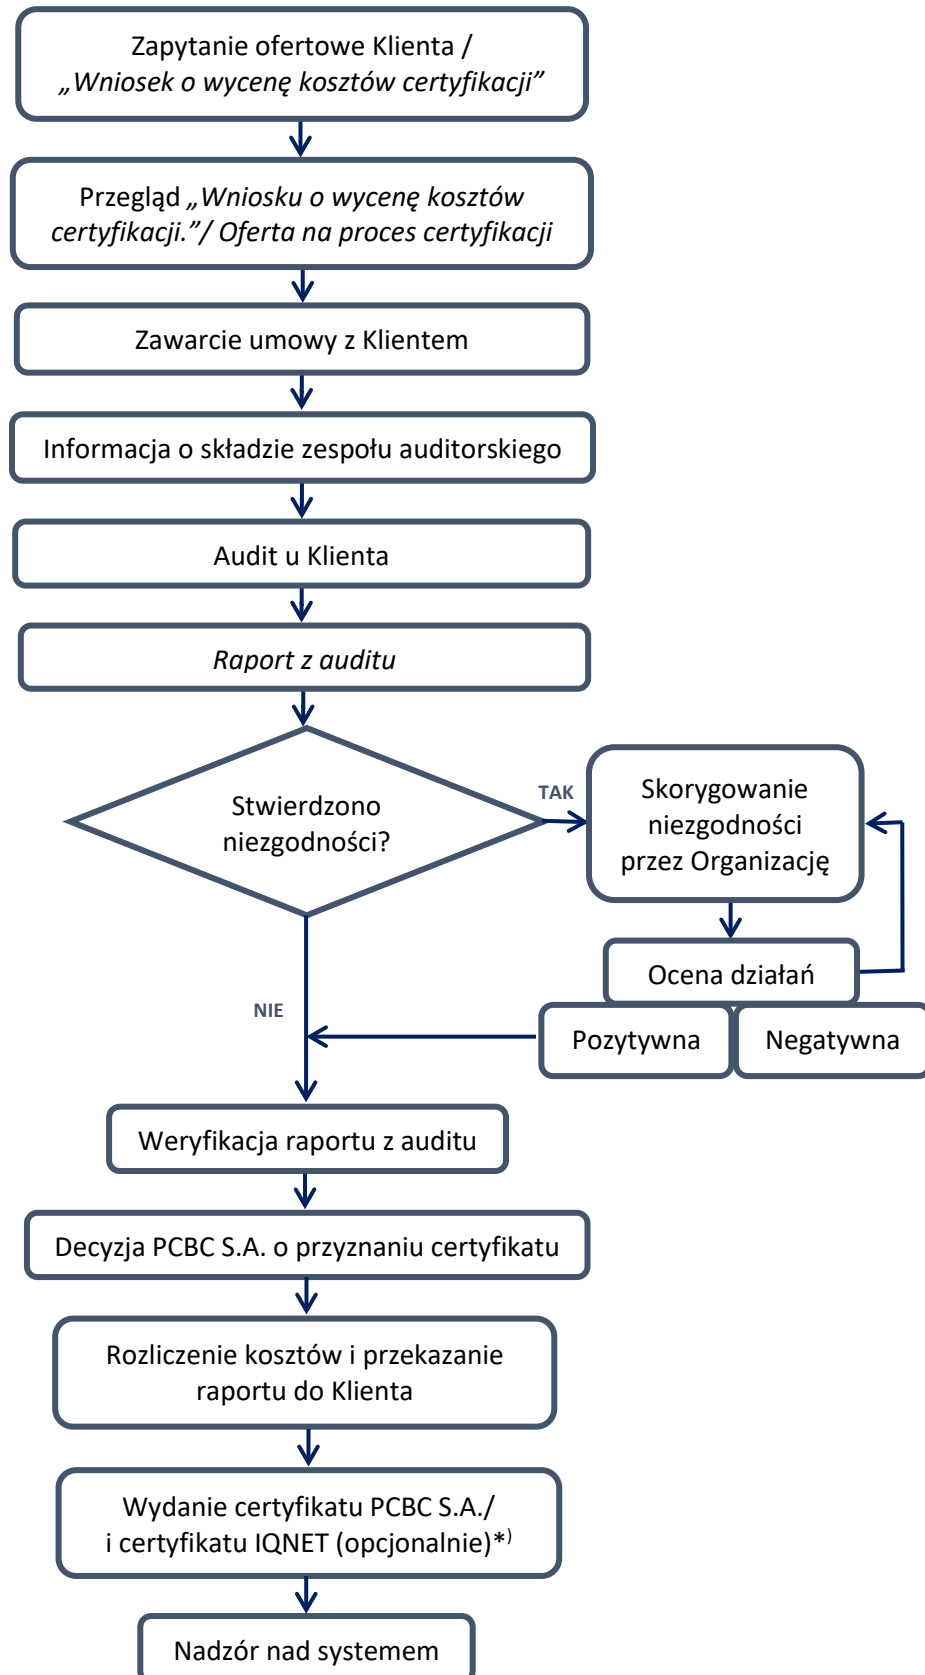 Zapytanie ofertowe Klienta /
„Wniosek o wycenę kosztów certyfikacji”
Przegląd „Wniosku o wycenę kosztów
certyfikacji.”/ Oferta na proces certyfikacji
Zawarcie umowy z Klientem
Informacja o składzie zespołu auditorskiego
Audit u Klienta
Raport z auditu
Stwierdzono
niezgodności?
TAK
Skorygowanie
niezgodności
przez Organizację
Ocena działań
Pozytywna
Negatywna
NIE
Weryfikacja raportu z auditu
Decyzja PCBC S.A. o przyznaniu certyfikatu
Rozliczenie kosztów i przekazanie
raportu do Klienta
Wydanie certyfikatu PCBC S.A./
i certyfikatu IQNET (opcjonalnie)*)
Nadzór nad systemem